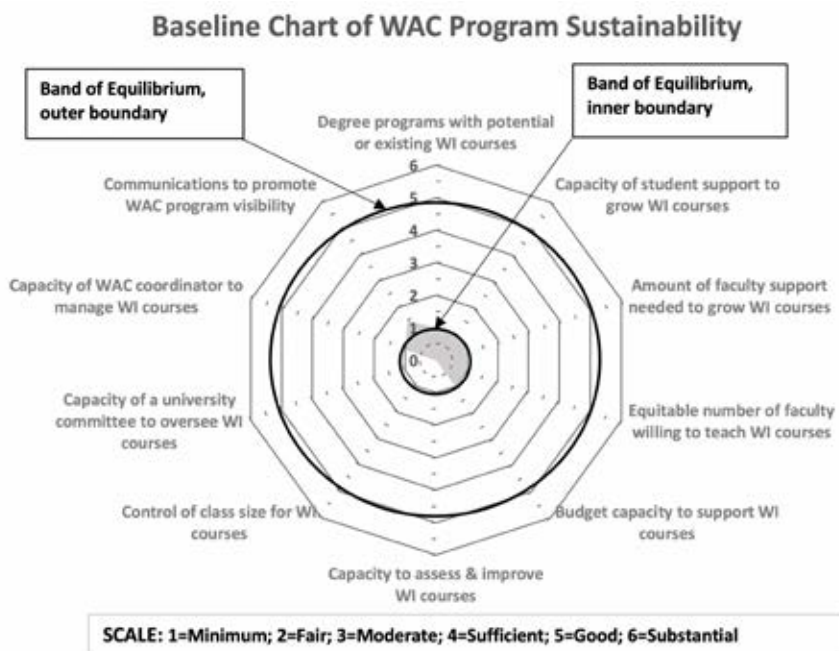 Baseline Chart of WAC Program Sustainability
Band of Equilibrium,
outer boundary
Band of Equilibrium,
inner boundary
Degree programs with potential
or existing WI courses
Capacity of student support to
grow WI courses
Amount of faculty support
needed to grow WI courses
Equitable number of faculty
willing to teach WI courses
Budget capacity to support WI
courses
Capacity to assess & improve
WI courses
Control of class size for WI
courses
Capacity of a university
committee to oversee WI
courses
Capacity of WAC coordinator to
manage WI courses
Communications to promote
WAC program visibility
6
5
4
3
2
1
0
SCALE: 1=Minimum; 2=Fair; 3=Moderate; 4=Sufficient; 5=Good; 6=Substantial